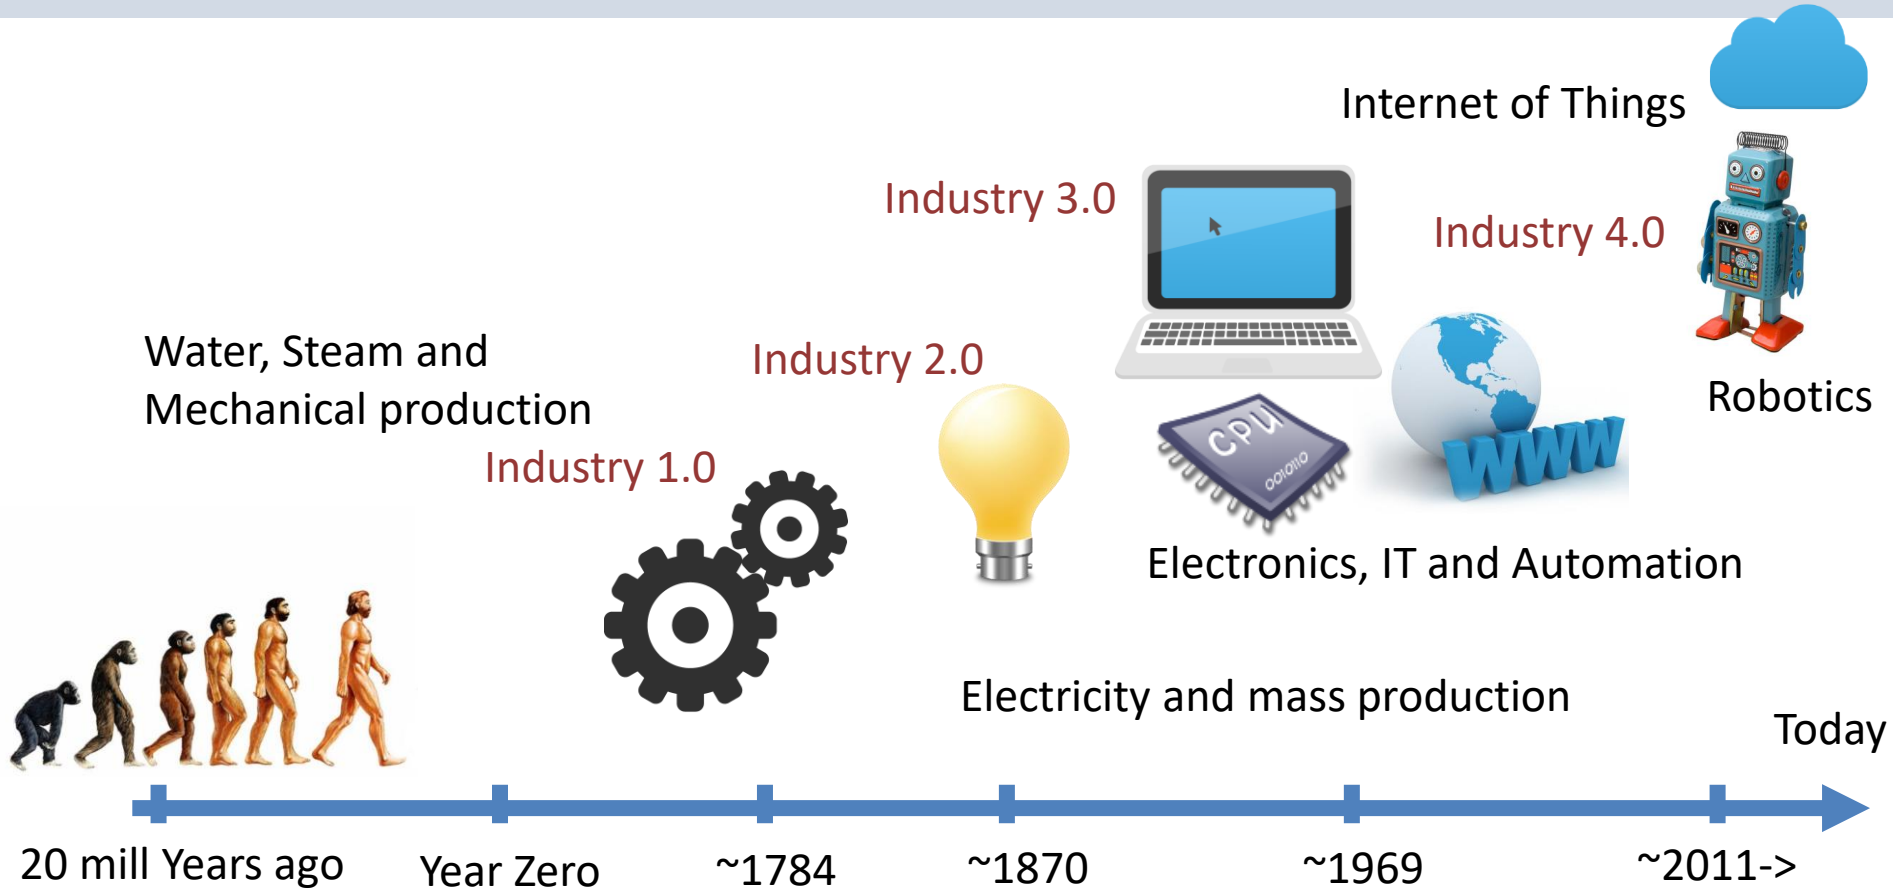 Internet of Things
Industry 3.0
Industry 4.0
Water, Steam and
Mechanical production
Industry 2.0
Robotics
Industry 1.0
CPU
0010110
WWW
Electronics, IT and Automation
Electricity and mass production
Today
20 mill Years ago
Year Zero
~1784
~1870
~1969
~2011->